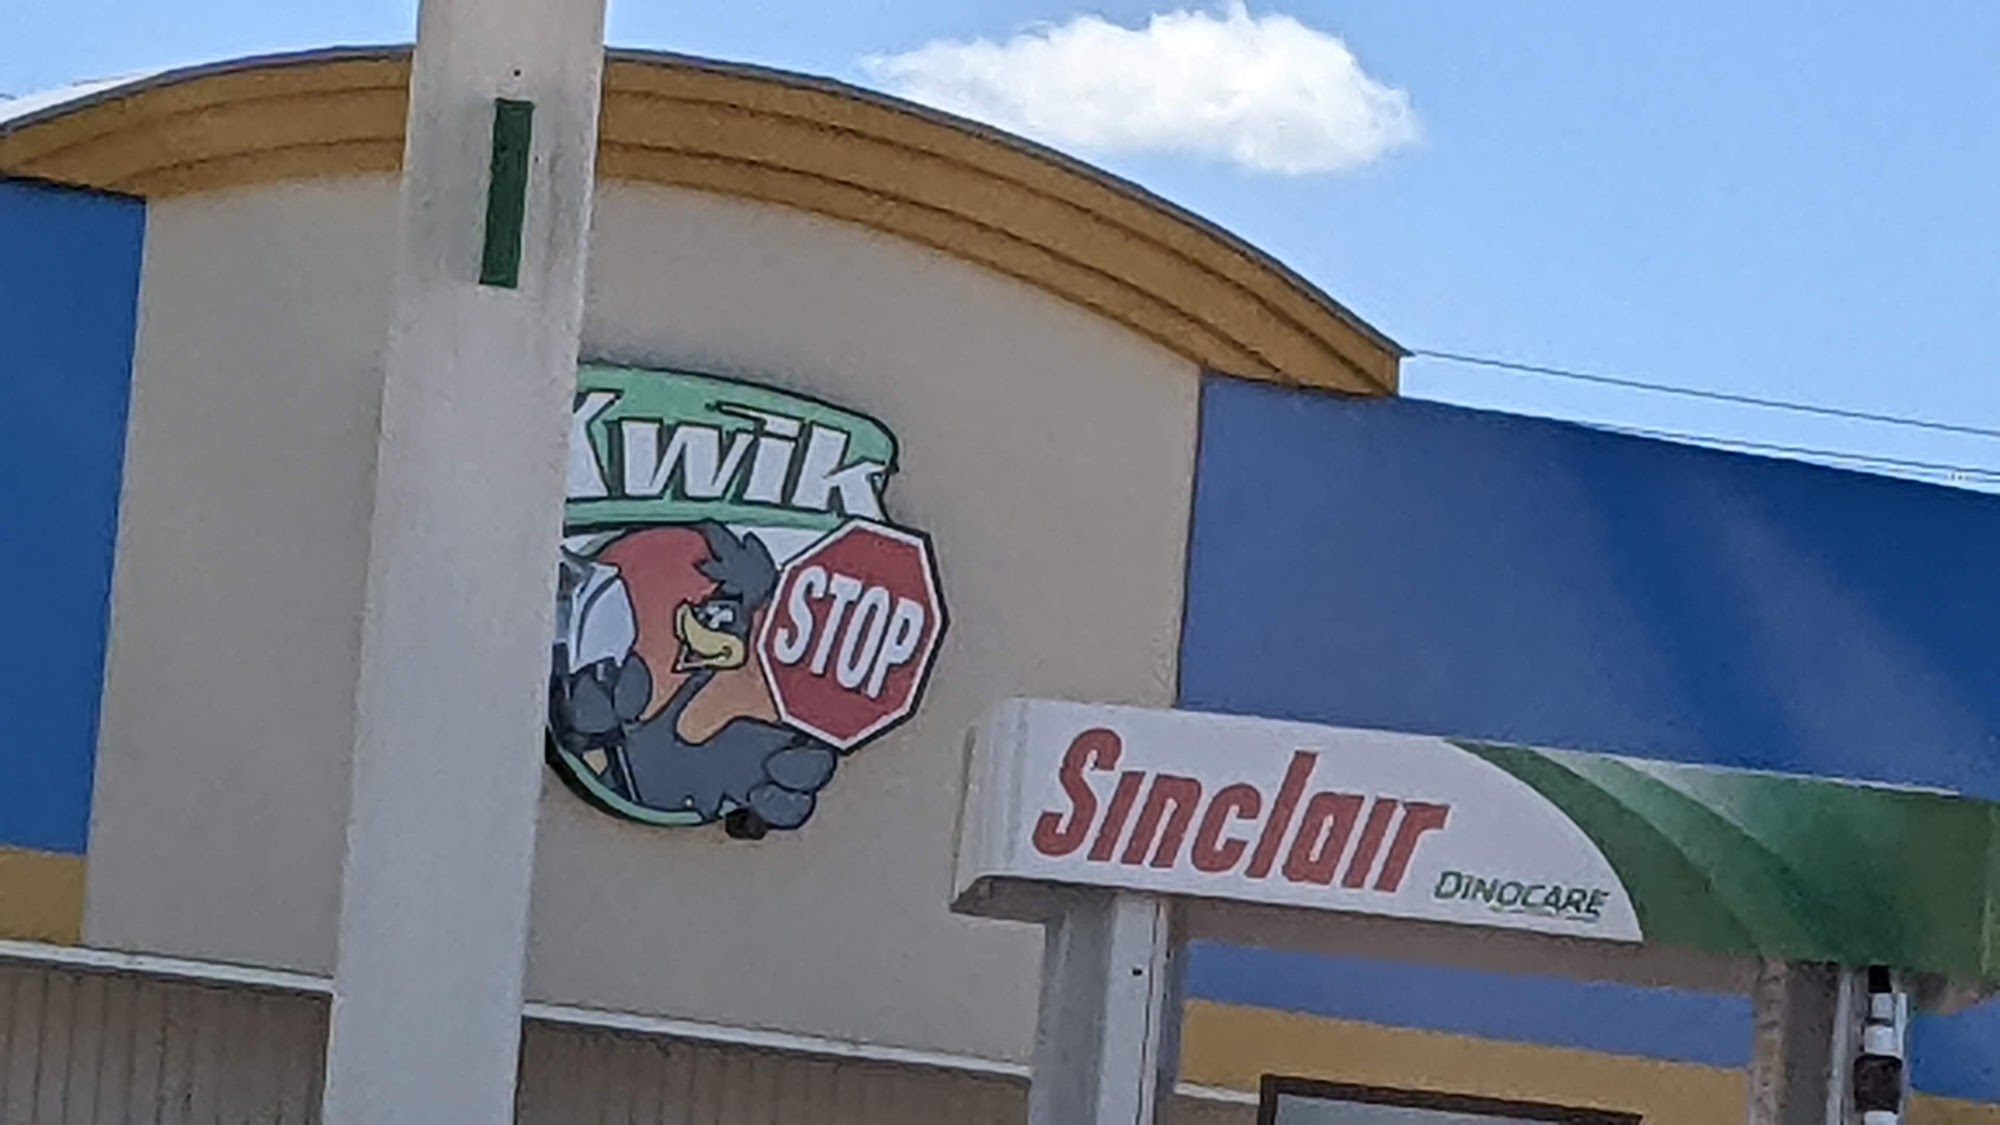 Kwik
STOP
Sinclair
DINOCARE